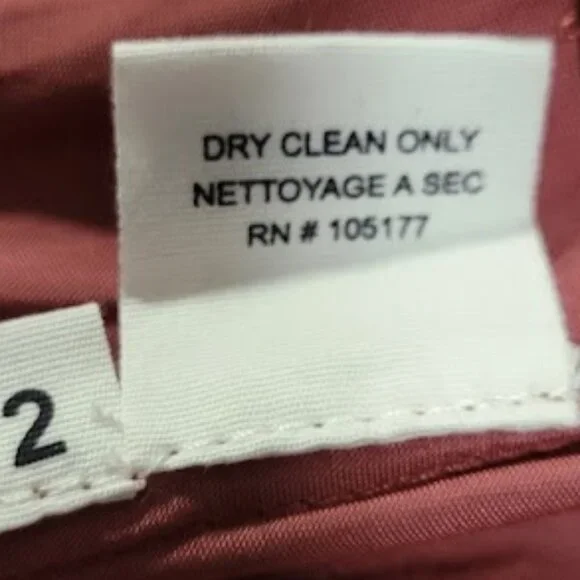 DRY CLEAN ONLY
NETTOYAGE A SEC
RN # 105177
2